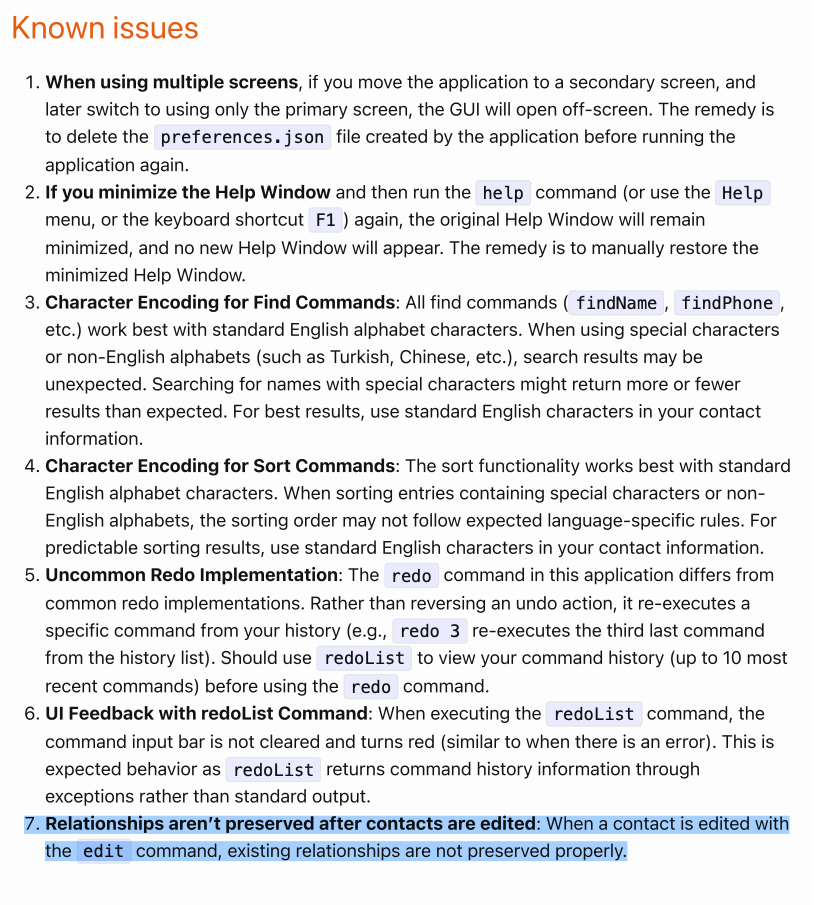 Known issues
1. When using multiple screens, if you move the application to a secondary screen, and
later switch to using only the primary screen, the GUI will open off-screen. The remedy is
to delete the preferences.json file created by the application before running the
application again.
2. If you minimize the Help Window and then run the help command (or use the Help
menu, or the keyboard shortcut F1 ) again, the original Help Window will remain
minimized, and no new Help Window will appear. The remedy is to manually restore the
minimized Help Window.
3. Character Encoding for Find Commands: All find commands ( findName , findPhone ,
etc.) work best with standard English alphabet characters. When using special characters
or non-English alphabets (such as Turkish, Chinese, etc.), search results may be
unexpected. Searching for names with special characters might return more or fewer
results than expected. For best results, use standard English characters in your contact
information.
4. Character Encoding for Sort Commands: The sort functionality works best with standard
English alphabet characters. When sorting entries containing special characters or non-
English alphabets, the sorting order may not follow expected language-specific rules. For
predictable sorting results, use standard English characters in your contact information.
5. Uncommon Redo Implementation: The redo command in this application differs from
common redo implementations. Rather than reversing an undo action, it re-executes a
specific command from your history (e.g., redo 3 re-executes the third last command
from the history list). Should use redoList to view your command history (up to 10 most
recent commands) before using the redo command.
6. UI Feedback with redoList Command: When executing the redoList command, the
command input bar is not cleared and turns red (similar to when there is an error). This is
expected behavior as redoList returns command history information through
exceptions rather than standard output.
7. Relationships aren't preserved after contacts are edited: When a contact is edited with
the edit command, existing relationships are not preserved properly.